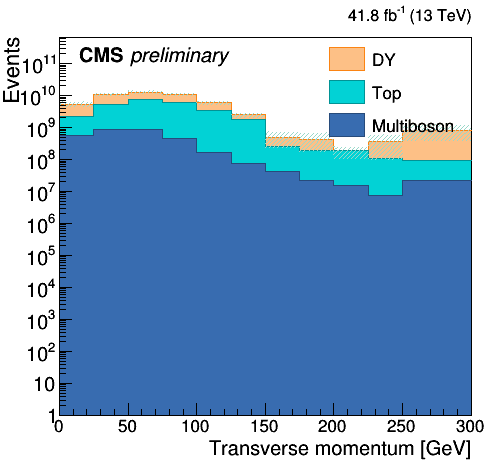 41.8 fb⁻¹ (13 TeV)
CMS preliminary
DY
Top
Multiboson
Events
10¹¹
10¹⁰
10⁹
10⁸
10⁷
10⁶
10⁵
10⁴
10³
10²
10
1
0 50 100 150 200 250 300
Transverse momentum [GeV]